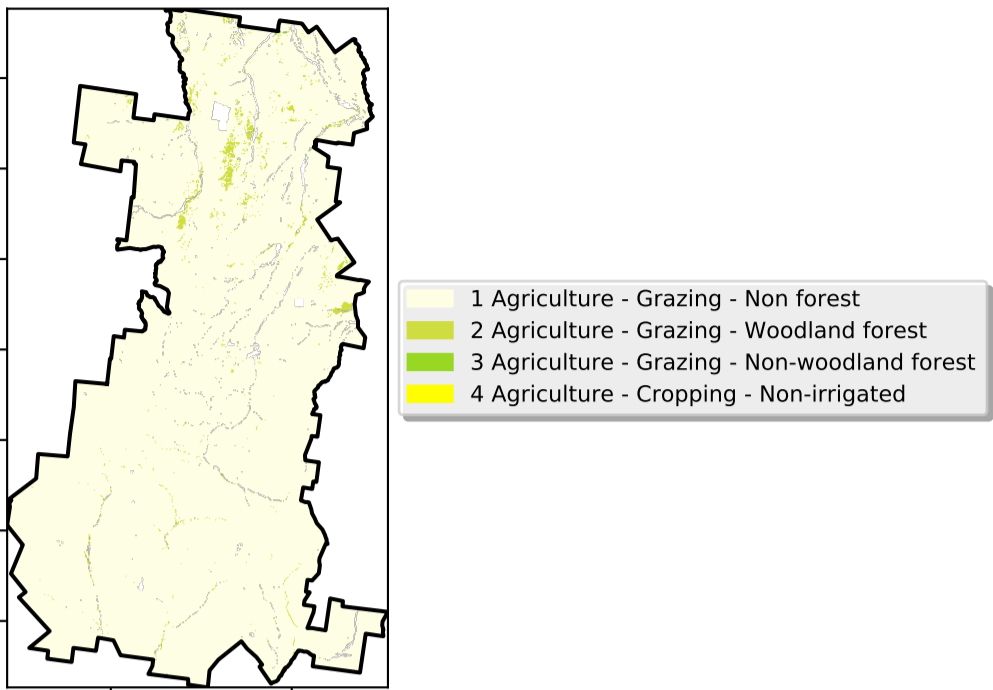 1 Agriculture - Grazing - Non forest
2 Agriculture - Grazing - Woodland forest
3 Agriculture - Grazing - Non-woodland forest
4 Agriculture - Cropping - Non-irrigated